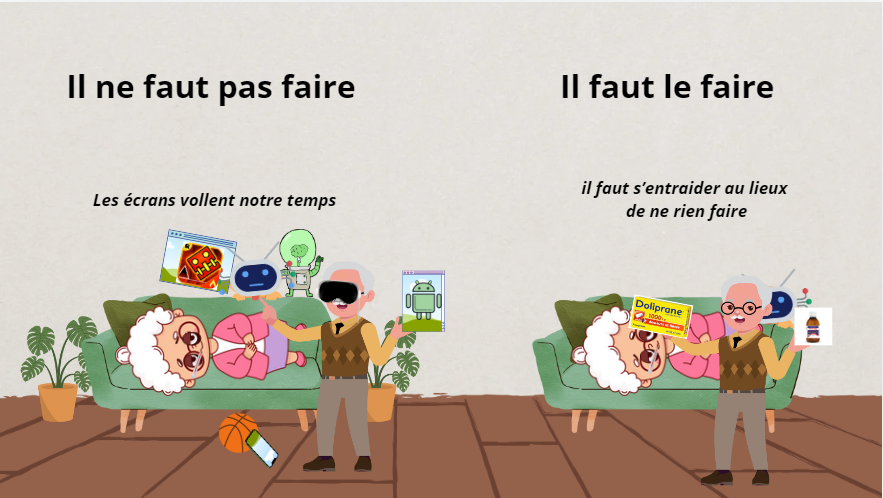 Il ne faut pas faire
Il faut le faire
Les écrans vollent notre temps
il faut s’entraider au lieux
de ne rien faire
Doliprane
1000